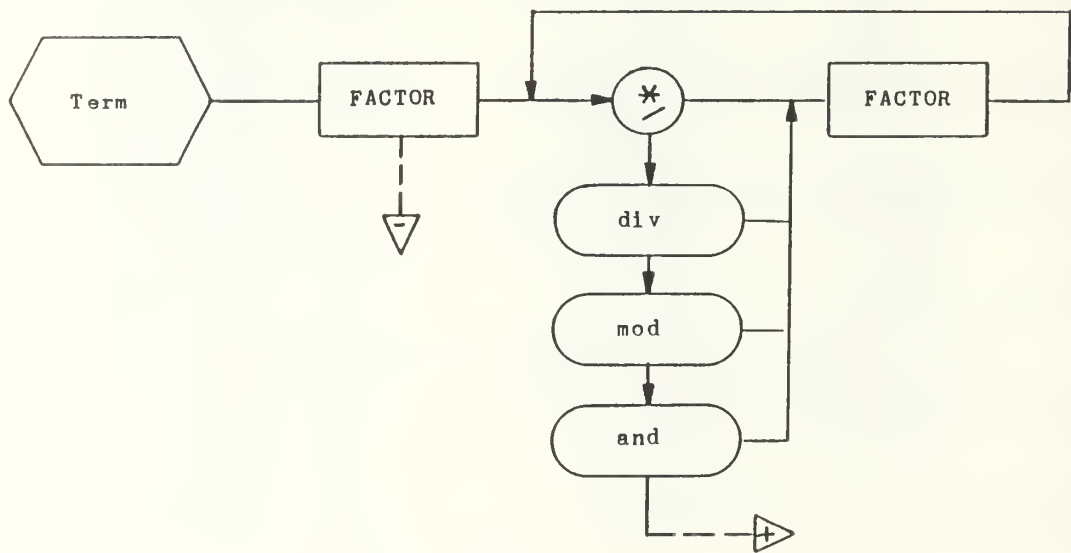 Term
FACTOR
*
/
FACTOR
div
mod
and
-
+